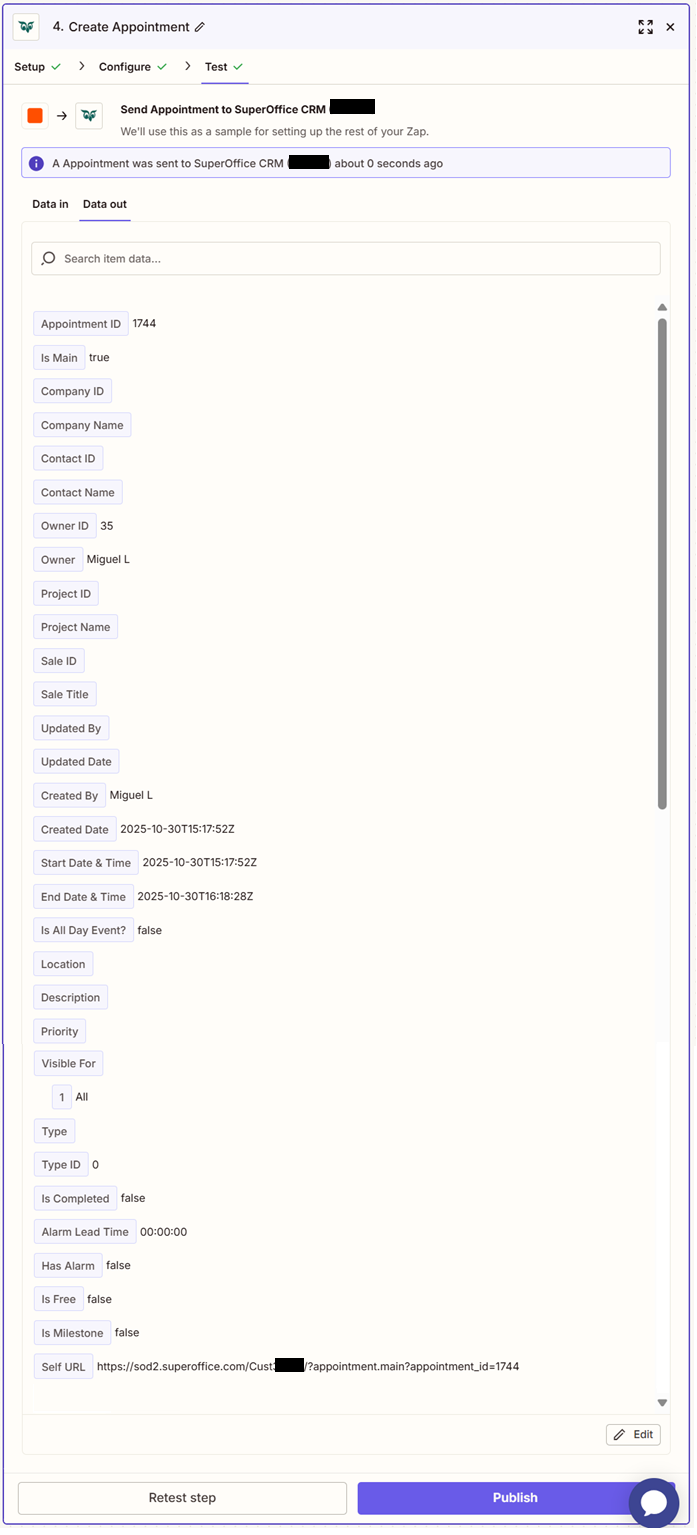 4. Create Appointment
Setup Configure Test
Send Appointment to SuperOffice CRM (
We'll use this as a sample for setting up the rest of your Zap.
A Appointment was sent to SuperOffice CRM ( ) about 0 seconds ago
Data in Data out
Search item data...
Appointment ID 1744
Is Main true
Company ID
Company Name
Contact ID
Contact Name
Owner ID 35
Owner Miguel L
Project ID
Project Name
Sale ID
Sale Title
Updated By
Updated Date
Created By Miguel L
Created Date 2025-10-30T15:17:52Z
Start Date & Time 2025-10-30T15:17:52Z
End Date & Time 2025-10-30T16:18:28Z
Is All Day Event? false
Location
Description
Priority
Visible For
1 All
Type
Type ID 0
Is Completed false
Alarm Lead Time 00:00:00
Has Alarm false
Is Free false
Is Milestone false
Self URL https://sod2.superoffice.com/Cust /?appointment.main?appointment_id=1744
Edit
Retest step Publish